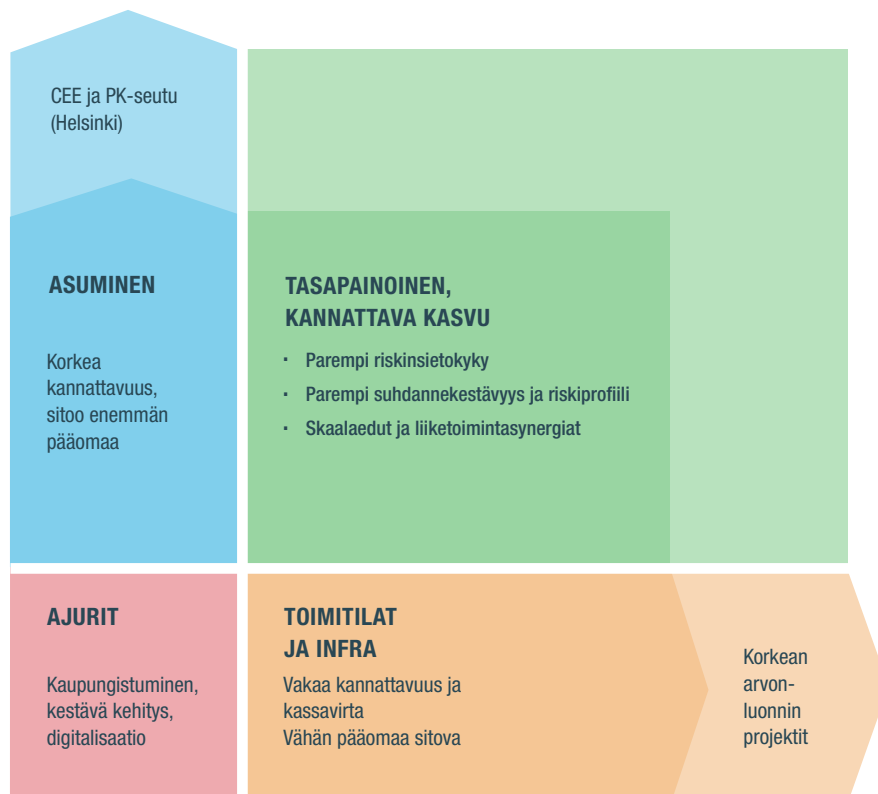 CEE ja PK-seutu
(Helsinki)
ASUMINEN
Korkea
kannattavuus,
sitoo enemmän
pääomaa
TASAPAINOINEN,
KANNATTAVA KASVU
· Parempi riskinsietokyky
· Parempi suhdannekestävyys ja riskiprofiili
· Skaalaedut ja liiketoimintasynergiat
AJURIT
Kaupungistuminen,
kestävä kehitys,
digitalisaatio
TOIMITILAT
JA INFRA
Vakaa kannattavuus ja
kassavirta
Vähän pääomaa sitova
Korkean
arvon-
luonnin
projektit